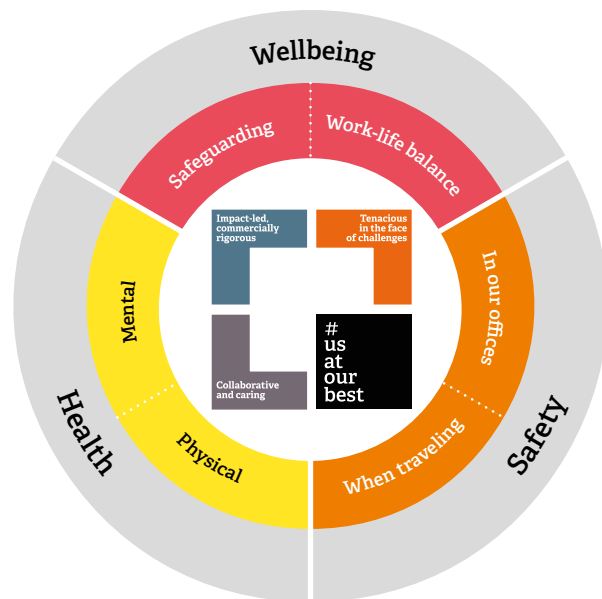 Wellbeing
Safeguarding
Work-life balance
Impact-led,
commercially
rigorous
Tenacious
in the face
of challenges
Mental
In our offices
#
us
at
our
best
Collaborative
and caring
Health
Physical
When traveling
Safety